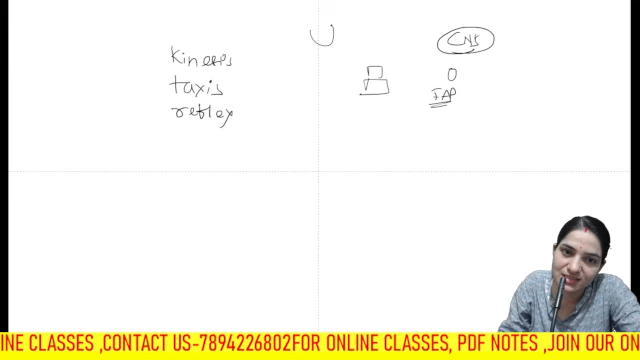 CNS
kinesis
taxis
reflex
FAP
INE CLASSES ,CONTACT US-7894226802FOR ONLINE CLASSES, PDF NOTES ,JOIN OUR ON